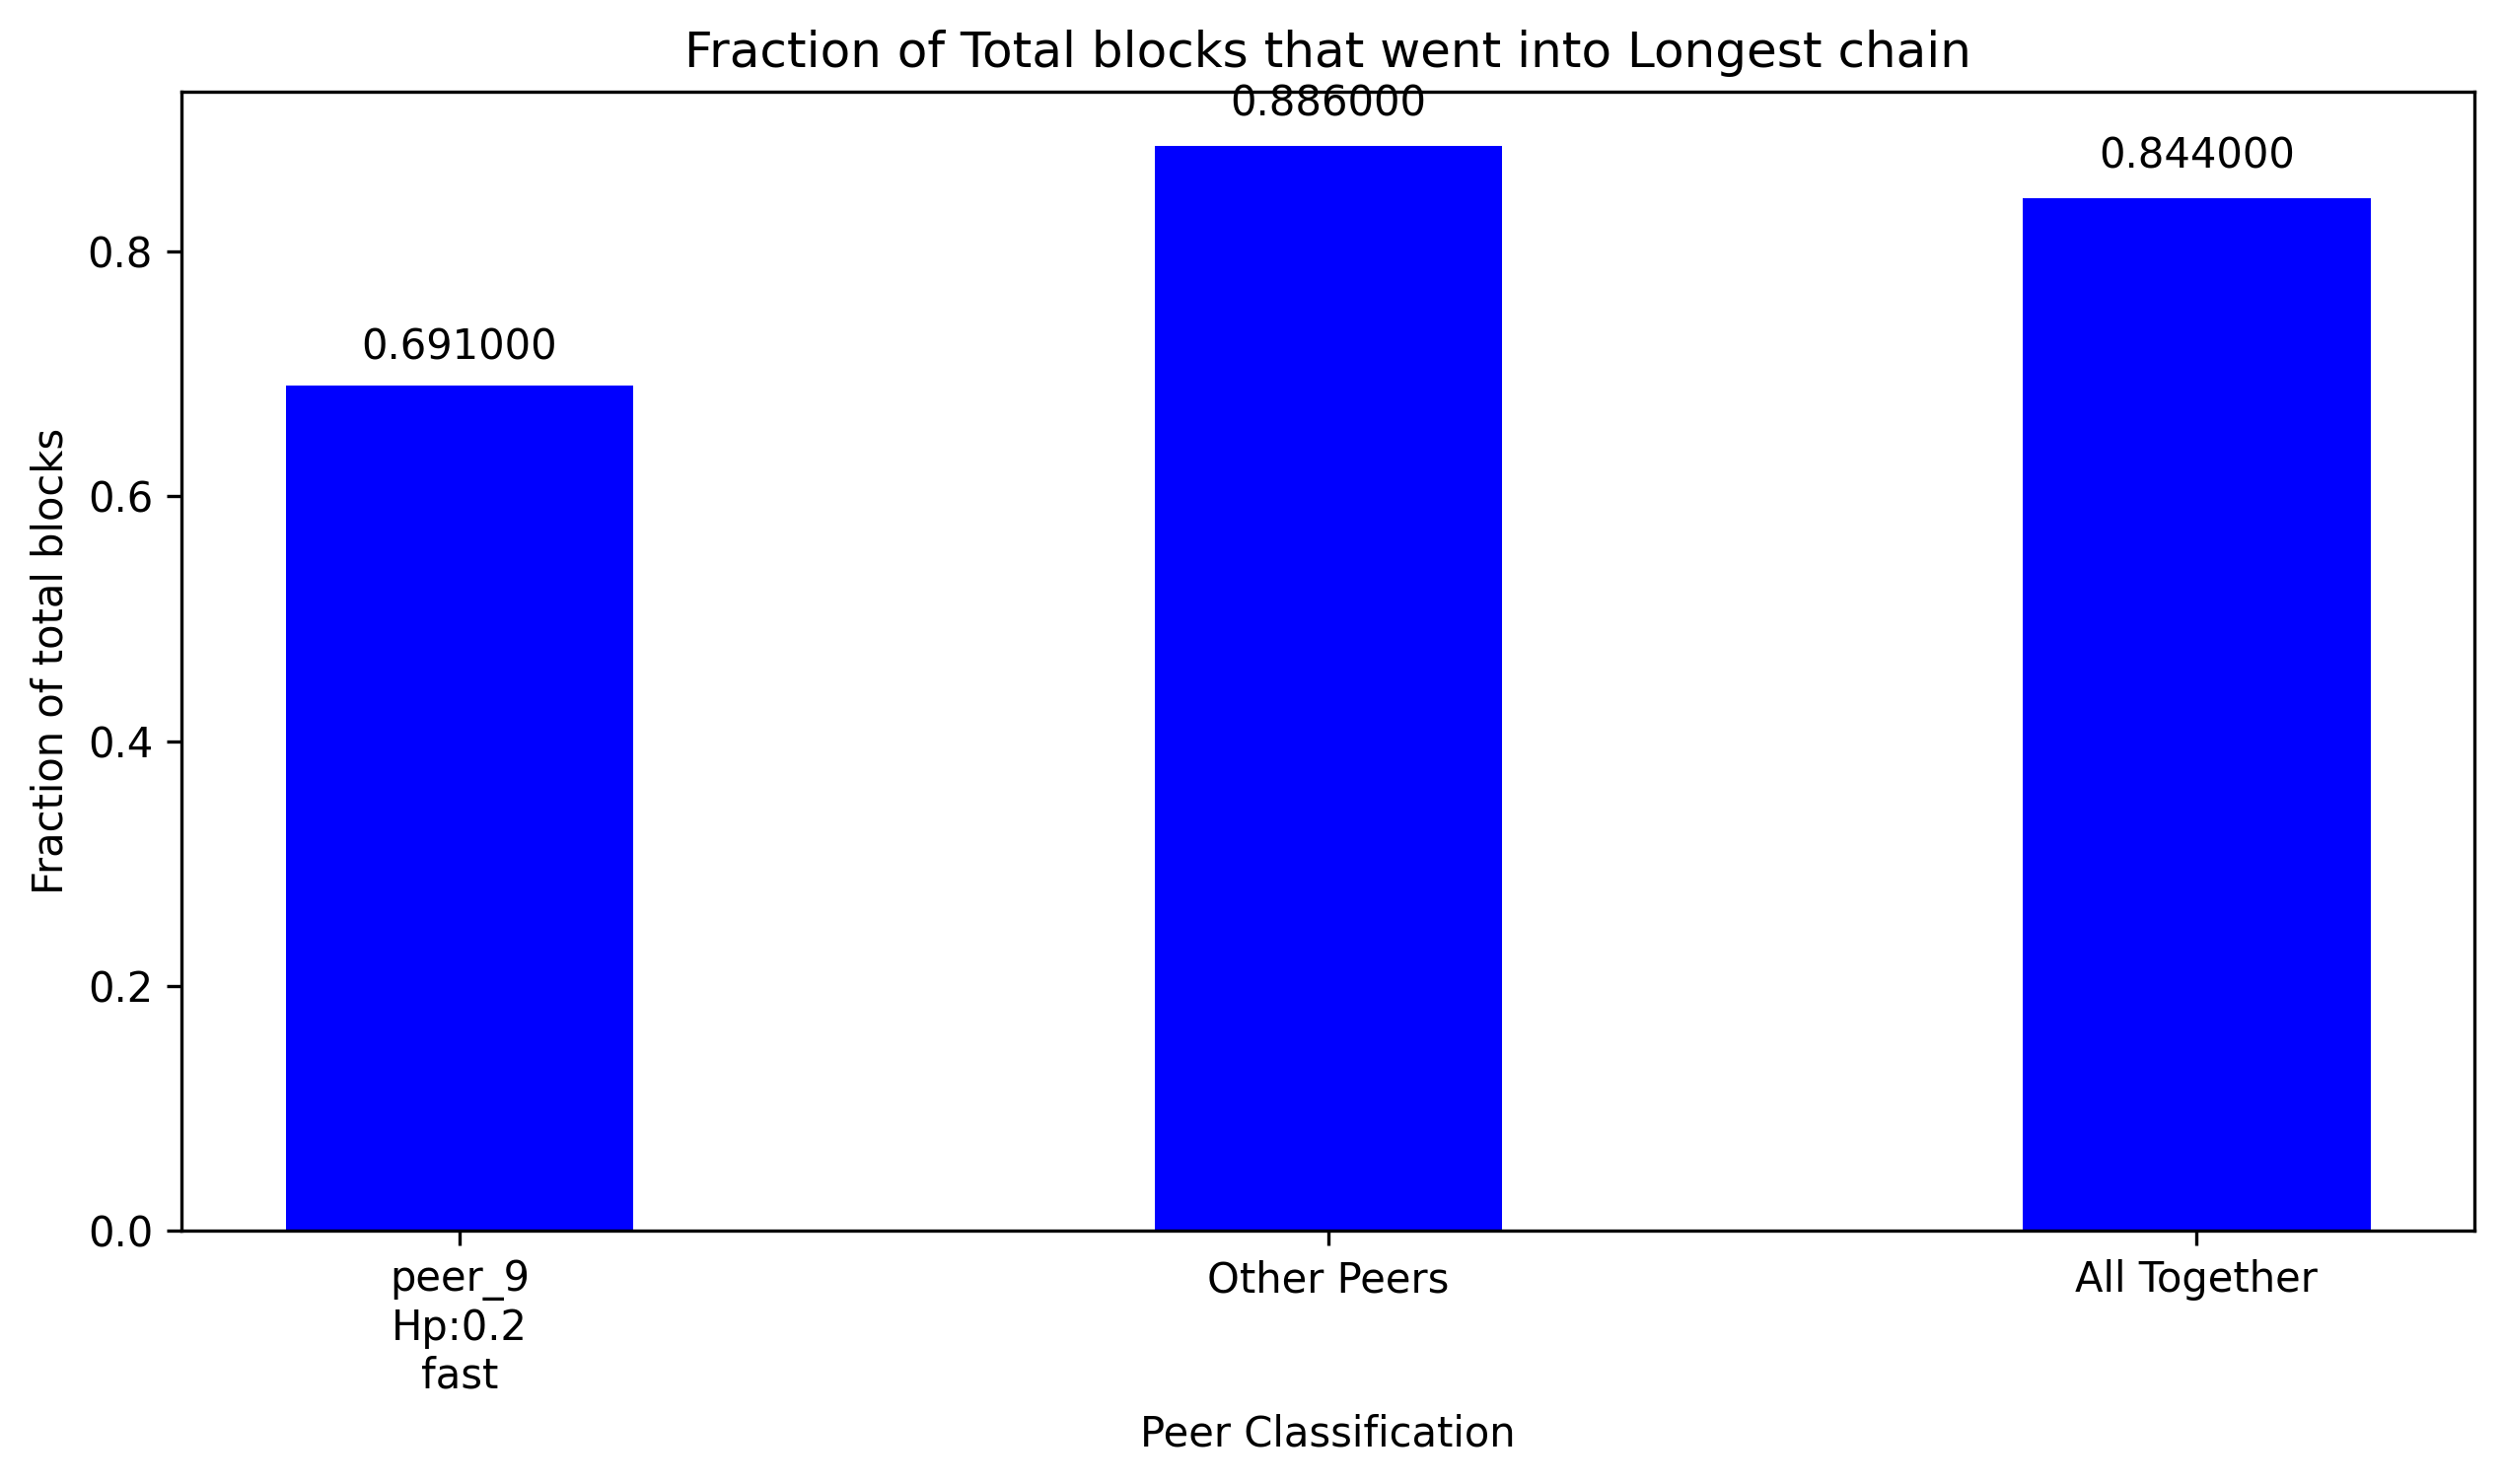 Fraction of Total blocks that went into Longest chain
0.886000
0.844000
0.691000
Fraction of total blocks
0.8
0.6
0.4
0.2
0.0
peer_9
Hp:0.2
fast
Other Peers
All Together
Peer Classification